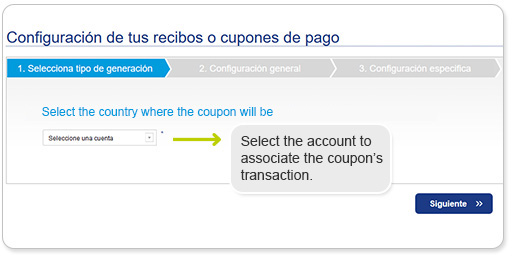 Configuración de tus recibos o cupones de pago
1. Selecciona tipo de generación
2. Configuración general
3. Configuración específica
Select the country where the coupon will be
Seleccione una cuenta
*
Select the account to
associate the coupon's
transaction.
Siguiente »